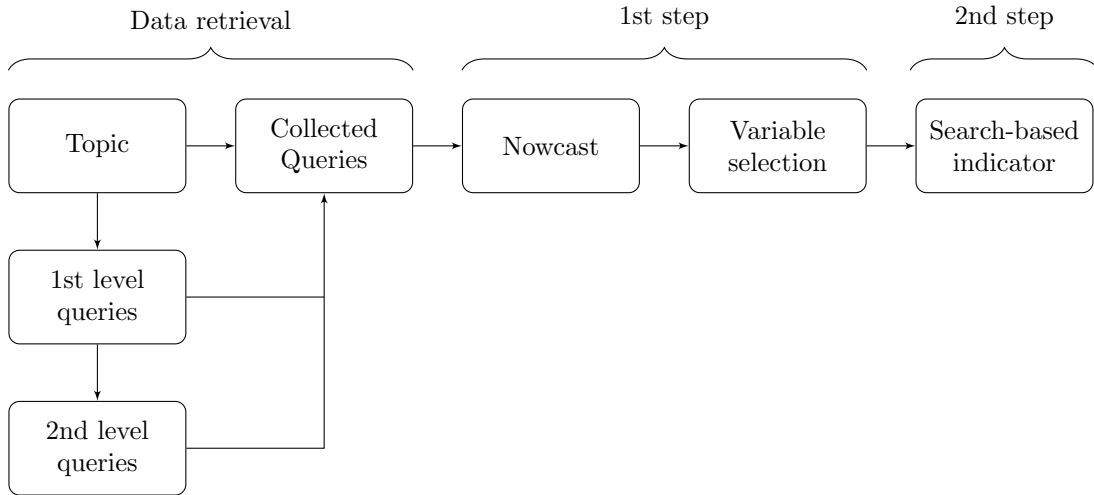 Data retrieval
1st step
2nd step
Topic
Collected
Queries
Nowcast
Variable
selection
Search-based
indicator
1st level
queries
2nd level
queries